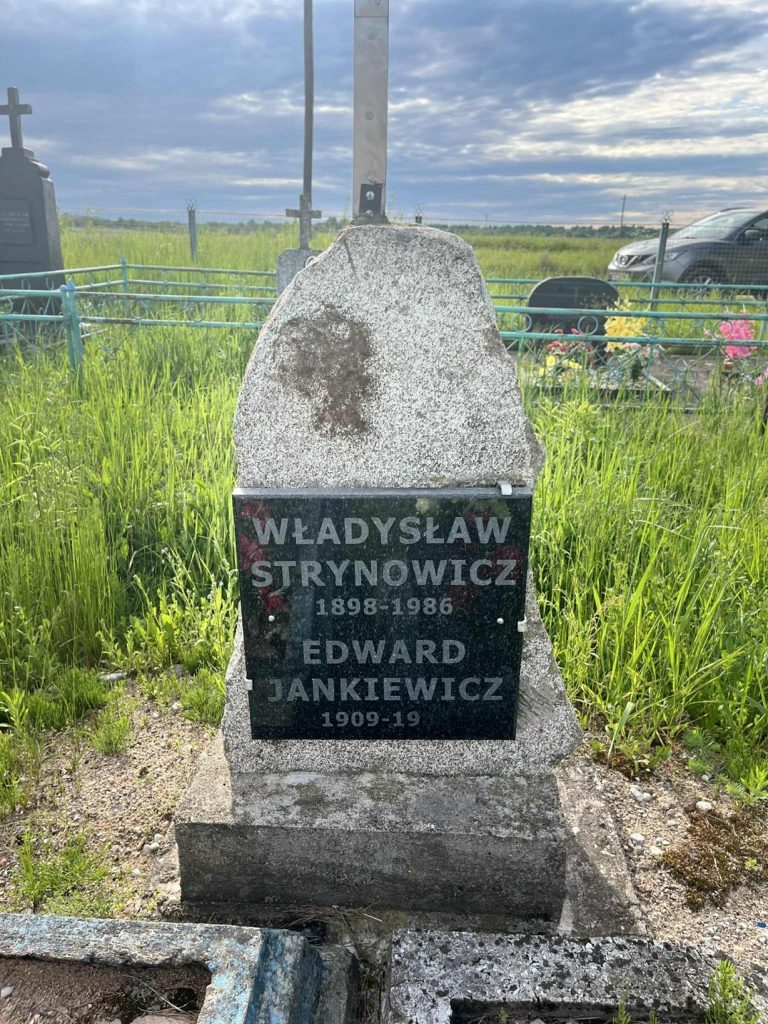 WŁADYSŁAW
STRYNOWICZ
1898-1986
EDWARD
JANKIEWICZ
1909-19